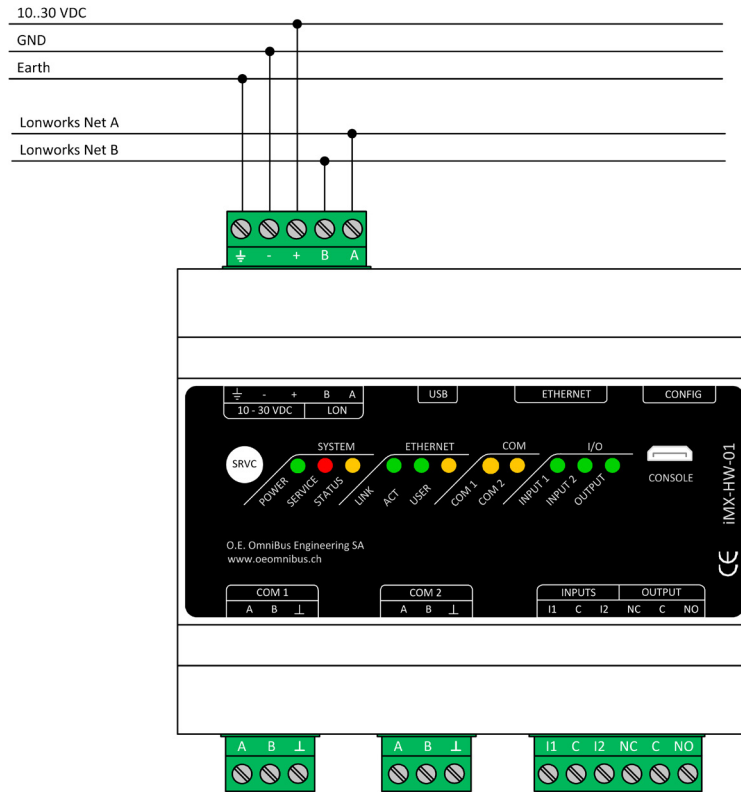 10..30 VDC
GND
Earth
Lonworks Net A
Lonworks Net B
- + B A
- + B A
10 - 30 VDC LON
USB
ETHERNET
CONFIG
SRVC
SYSTEM
ETHERNET
COM
I/O
POWER
SERVICE
STATUS
LINK
ACT
USER
COM 1
COM 2
INPUT 1
INPUT 2
OUTPUT
CONSOLE
iMX-HW-01
CE
O.E. OmniBus Engineering SA
www.oeomnibus.ch
COM 1
A B ⊥
COM 2
A B ⊥
INPUTS OUTPUT
I1 C I2 NC C NO
A B ⊥
A B ⊥
I1 C I2 NC C NO